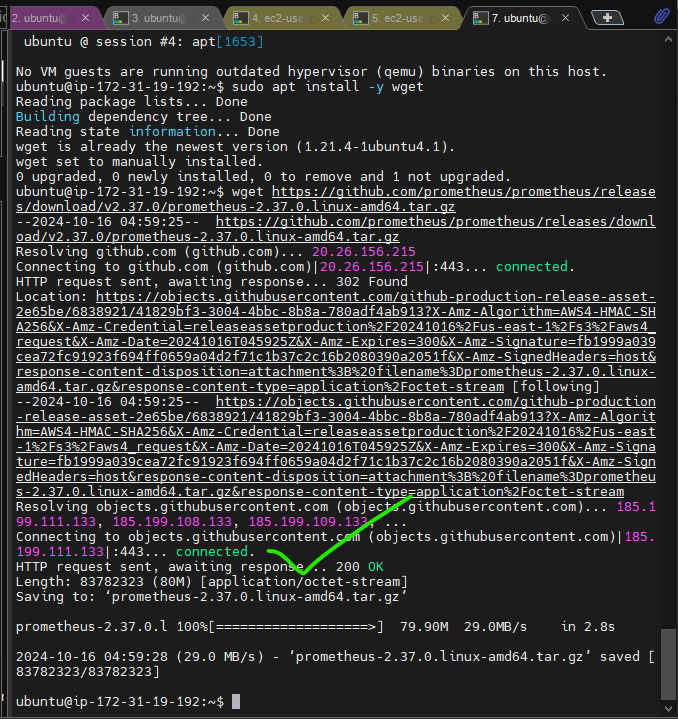 2. ubuntu@
3. ubuntu@
4. ec2-use
5. ec2-use
7. ubuntu@
ubuntu @ session #4: apt[1653]
No VM guests are running outdated hypervisor (qemu) binaries on this host.
ubuntu@ip-172-31-19-192:~$ sudo apt install -y wget
Reading package lists... Done
Building dependency tree... Done
Reading state information... Done
wget is already the newest version (1.21.4-1ubuntu4.1).
wget set to manually installed.
0 upgraded, 0 newly installed, 0 to remove and 1 not upgraded.
ubuntu@ip-172-31-19-192:~$ wget https://github.com/prometheus/prometheus/release
s/download/v2.37.0/prometheus-2.37.0.linux-amd64.tar.gz
--2024-10-16 04:59:25--  https://github.com/prometheus/prometheus/releases/downl
oad/v2.37.0/prometheus-2.37.0.linux-amd64.tar.gz
Resolving github.com (github.com)... 20.26.156.215
Connecting to github.com (github.com)|20.26.156.215|:443... connected.
HTTP request sent, awaiting response... 302 Found
Location: https://objects.githubusercontent.com/github-production-release-asset-
2e65be/6838921/41829bf3-3004-4bbc-8b8a-780adf4ab913?X-Amz-Algorithm=AWS4-HMAC-SH
A256&X-Amz-Credential=releaseassetproduction%2F20241016%2Fus-east-1%2Fs3%2Faws4_
request&X-Amz-Date=20241016T045925Z&X-Amz-Expires=300&X-Amz-Signature=fb1999a039
cea72fc91923f694ff0659a04d2f71c1b37c2c16b2080390a2051f&X-Amz-SignedHeaders=host&
response-content-disposition=attachment%3B%20filename%3Dprometheus-2.37.0.linux-
amd64.tar.gz&response-content-type=application%2Foctet-stream [following]
--2024-10-16 04:59:25--  https://objects.githubusercontent.com/github-production
-release-asset-2e65be/6838921/41829bf3-3004-4bbc-8b8a-780adf4ab913?X-Amz-Algorit
hm=AWS4-HMAC-SHA256&X-Amz-Credential=releaseassetproduction%2F20241016%2Fus-east
-1%2Fs3%2Faws4_request&X-Amz-Date=20241016T045925Z&X-Amz-Expires=300&X-Amz-Signa
ture=fb1999a039cea72fc91923f694ff0659a04d2f71c1b37c2c16b2080390a2051f&X-Amz-Sign
edHeaders=host&response-content-disposition=attachment%3B%20filename%3Dprometheu
s-2.37.0.linux-amd64.tar.gz&response-content-type=application%2Foctet-stream
Resolving objects.githubusercontent.com (objects.githubusercontent.com)... 185.1
99.111.133, 185.199.108.133, 185.199.109.133, ...
Connecting to objects.githubusercontent.com (objects.githubusercontent.com)|185.
199.111.133|:443... connected.
HTTP request sent, awaiting response... 200 OK
Length: 83782323 (80M) [application/octet-stream]
Saving to: ‘prometheus-2.37.0.linux-amd64.tar.gz’
prometheus-2.37.0.l 100%[===================>]  79.90M  29.0MB/s    in 2.8s
2024-10-16 04:59:28 (29.0 MB/s) - ‘prometheus-2.37.0.linux-amd64.tar.gz’ saved [
83782323/83782323]
ubuntu@ip-172-31-19-192:~$